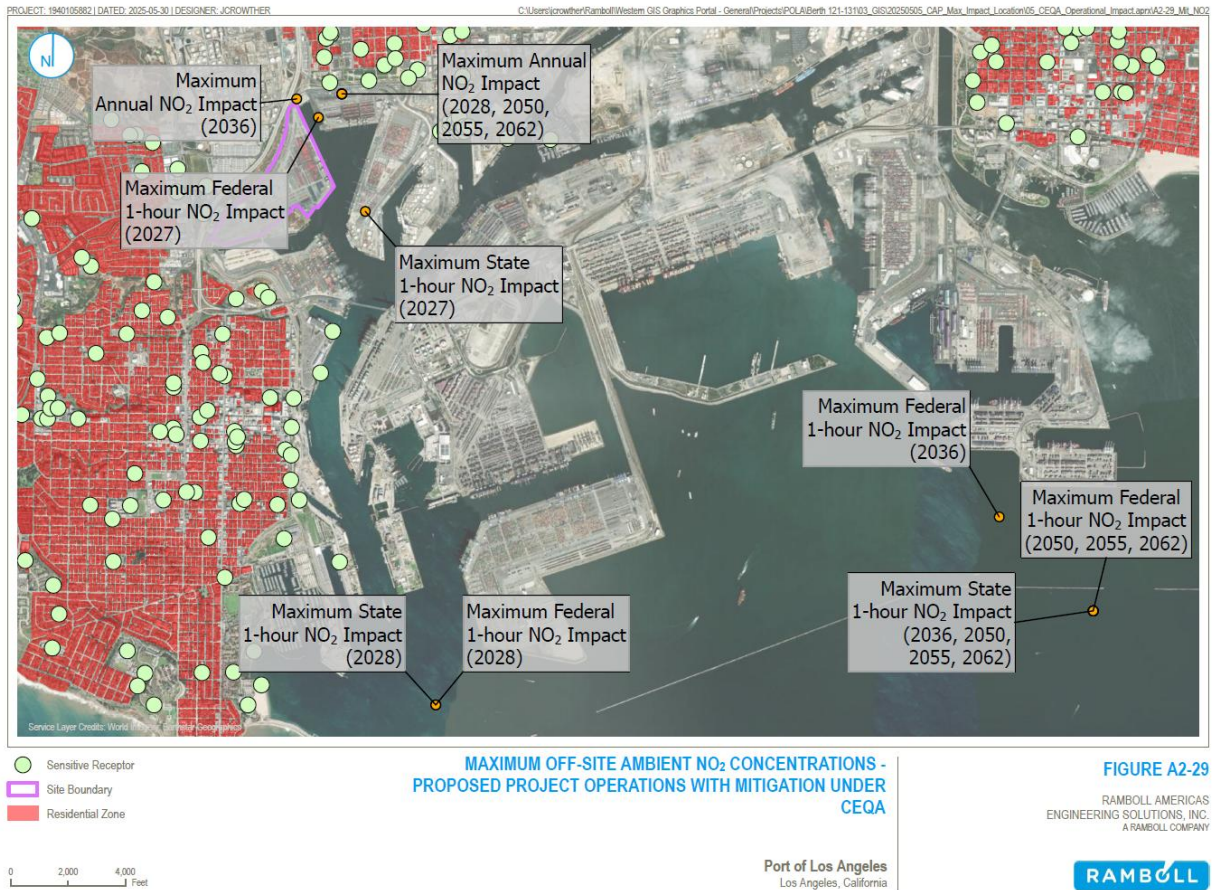 PROJECT: 1940105882 | DATED: 2025-05-30 | DESIGNER: JCROWTHER
C:\Users\jcrowther\Ramboll\Western GIS Graphics Portal - General\Projects\POLA\Berth 121-131\03_GIS\20250505_CAP_Max_Impact_Location\05_CEQA_Operational_Impact.aprx\A2-29_Mit_NO2
N
Maximum
Annual NO₂ Impact
(2036)
Maximum Annual
NO₂ Impact
(2028, 2050,
2055, 2062)
Maximum Federal
1-hour NO₂ Impact
(2027)
Maximum State
1-hour NO₂ Impact
(2027)
Maximum Federal
1-hour NO₂ Impact
(2036)
Maximum Federal
1-hour NO₂ Impact
(2050, 2055, 2062)
Maximum State
1-hour NO₂ Impact
(2036, 2050,
2055, 2062)
Maximum State
1-hour NO₂ Impact
(2028)
Maximum Federal
1-hour NO₂ Impact
(2028)
Service Layer Credits: World
Sensitive Receptor
Site Boundary
Residential Zone
0 2,000 4,000
Feet
MAXIMUM OFF-SITE AMBIENT NO₂ CONCENTRATIONS -
PROPOSED PROJECT OPERATIONS WITH MITIGATION UNDER
CEQA
Port of Los Angeles
Los Angeles, California
FIGURE A2-29
RAMBOLL AMERICAS
ENGINEERING SOLUTIONS, INC.
A RAMBOLL COMPANY
RAMBOLL